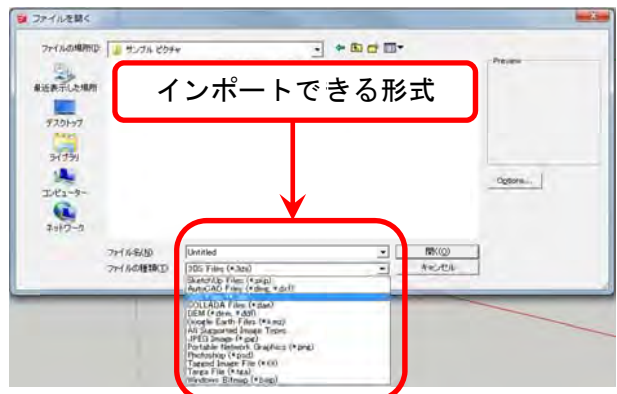 ファイルを開く
ファイルの場所(I):
サンプル ピクチャ
Preview
最近表示した場所
デスクトップ
ライブラリ
コンピューター
ネットワーク
インポートできる形式
Options...
ファイル名(N):
Untitled
開く(O)
ファイルの種類(T):
3DS Files (*.3ds)
キャンセル
SketchUp Files (*.skp)
AutoCAD Files (*.dwg, *.dxf)
COLLADA Files (*.dae)
DEM (*.dem, *.ddf)
Google Earth Files (*.kmz)
All Supported Image Types
JPEG Image (*.jpg)
Portable Network Graphics (*.png)
Photoshop (*.psd)
Tagged Image File (*.tif)
Targa File (*.tga)
Windows Bitmap (*.bmp)